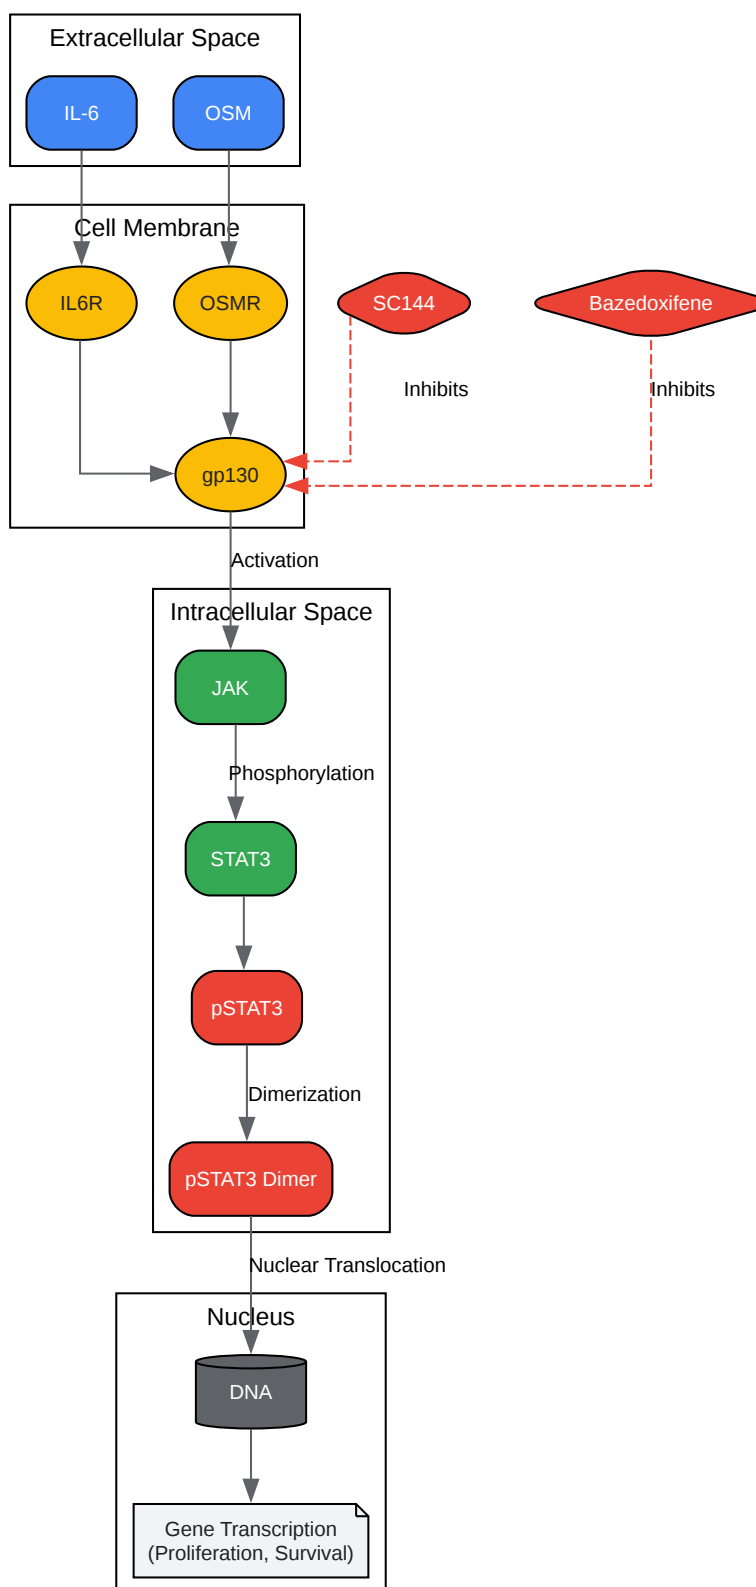 Extracellular Space
IL-6
OSM
Cell Membrane
IL6R
OSMR
SC144
Bazedoxifene
Inhibits
Inhibits
gp130
Activation
Intracellular Space
JAK
Phosphorylation
STAT3
pSTAT3
Dimerization
pSTAT3 Dimer
Nuclear Translocation
Nucleus
DNA
Gene Transcription
(Proliferation, Survival)